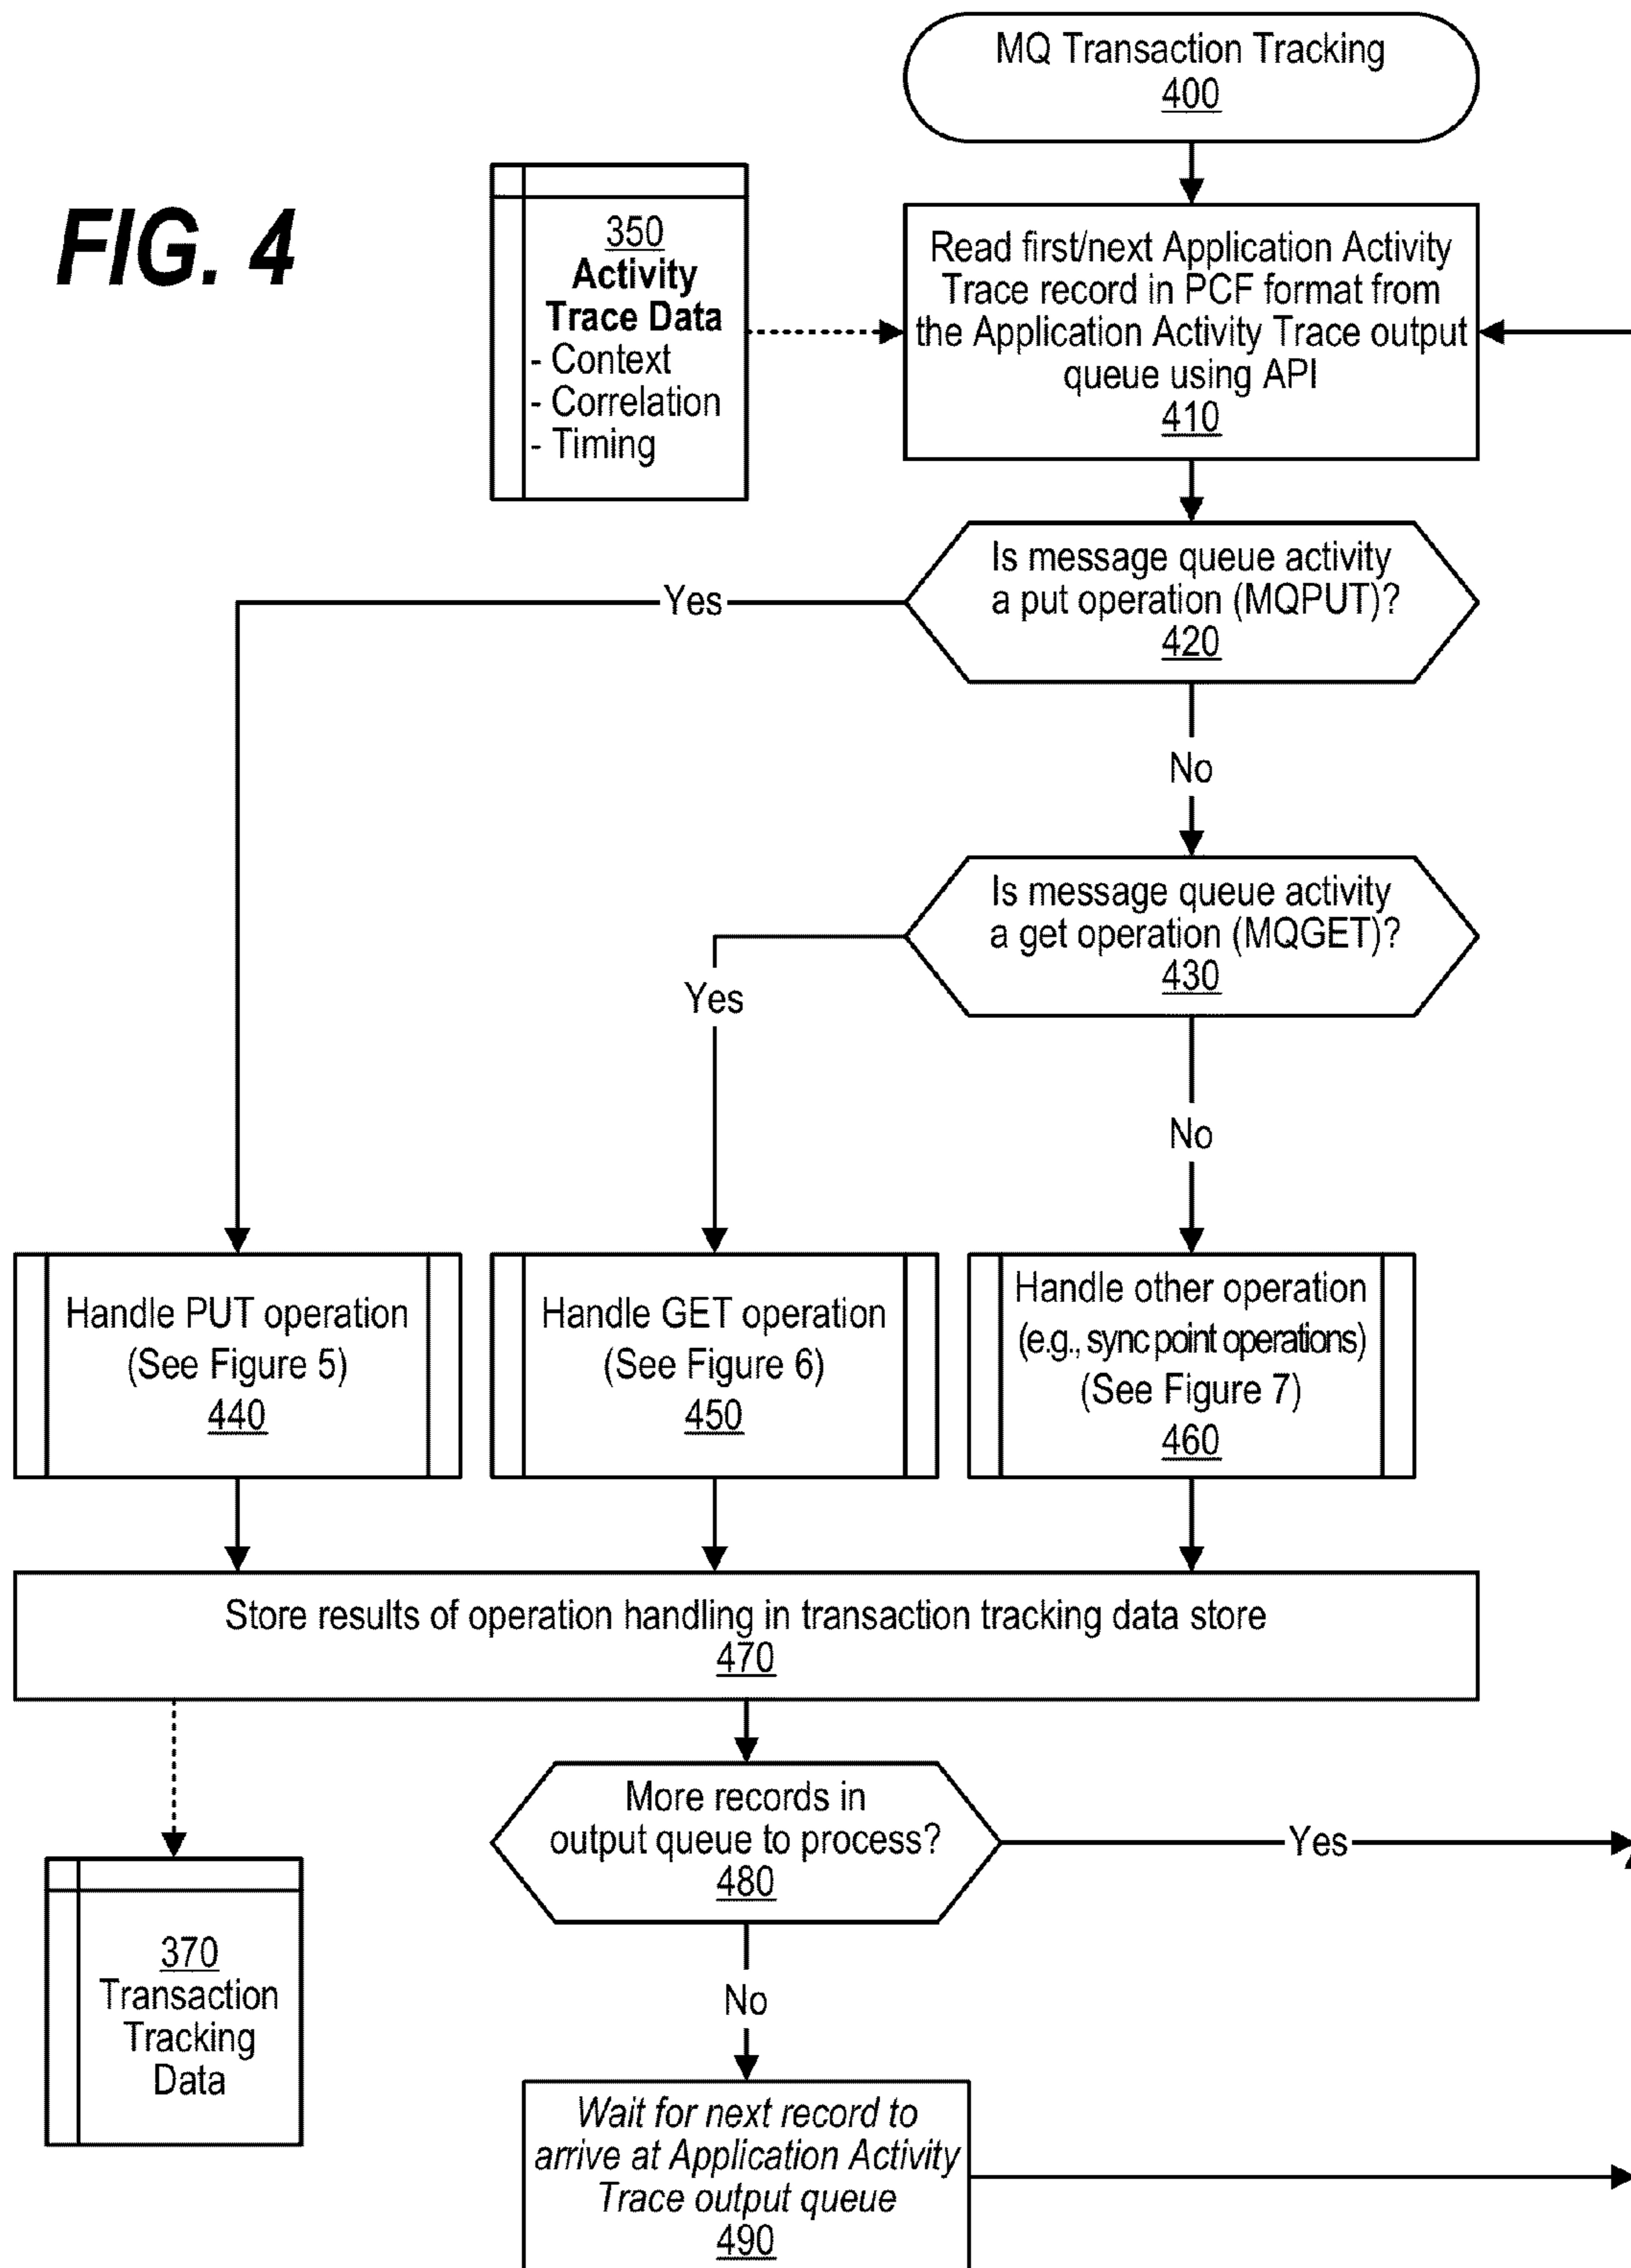 MQ Transaction Tracking
400
FIG. 4
350
Activity
Trace Data
- Context
- Correlation
- Timing
Read first/next Application Activity
Trace record in PCF format from
the Application Activity Trace output
queue using API
410
Is message queue activity
a put operation (MQPUT)?
420
Yes
No
Is message queue activity
a get operation (MQGET)?
430
Yes
No
Handle PUT operation
(See Figure 5)
440
Handle GET operation
(See Figure 6)
450
Handle other operation
(e.g., sync point operations)
(See Figure 7)
460
Store results of operation handling in transaction tracking data store
470
More records in
output queue to process?
480
Yes
370
Transaction
Tracking
Data
No
Wait for next record to
arrive at Application Activity
Trace output queue
490